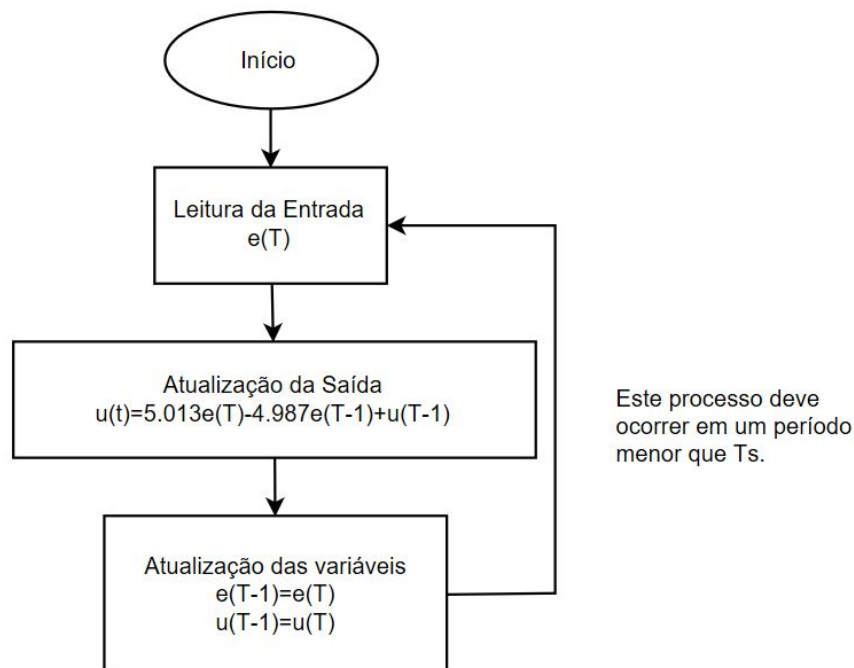 Início
Leitura da Entrada
e(T)
Atualização da Saída
u(t)=5.013e(T)-4.987e(T-1)+u(T-1)
Este processo deve
ocorrer em um período
menor que Ts.
Atualização das variáveis
e(T-1)=e(T)
u(T-1)=u(T)